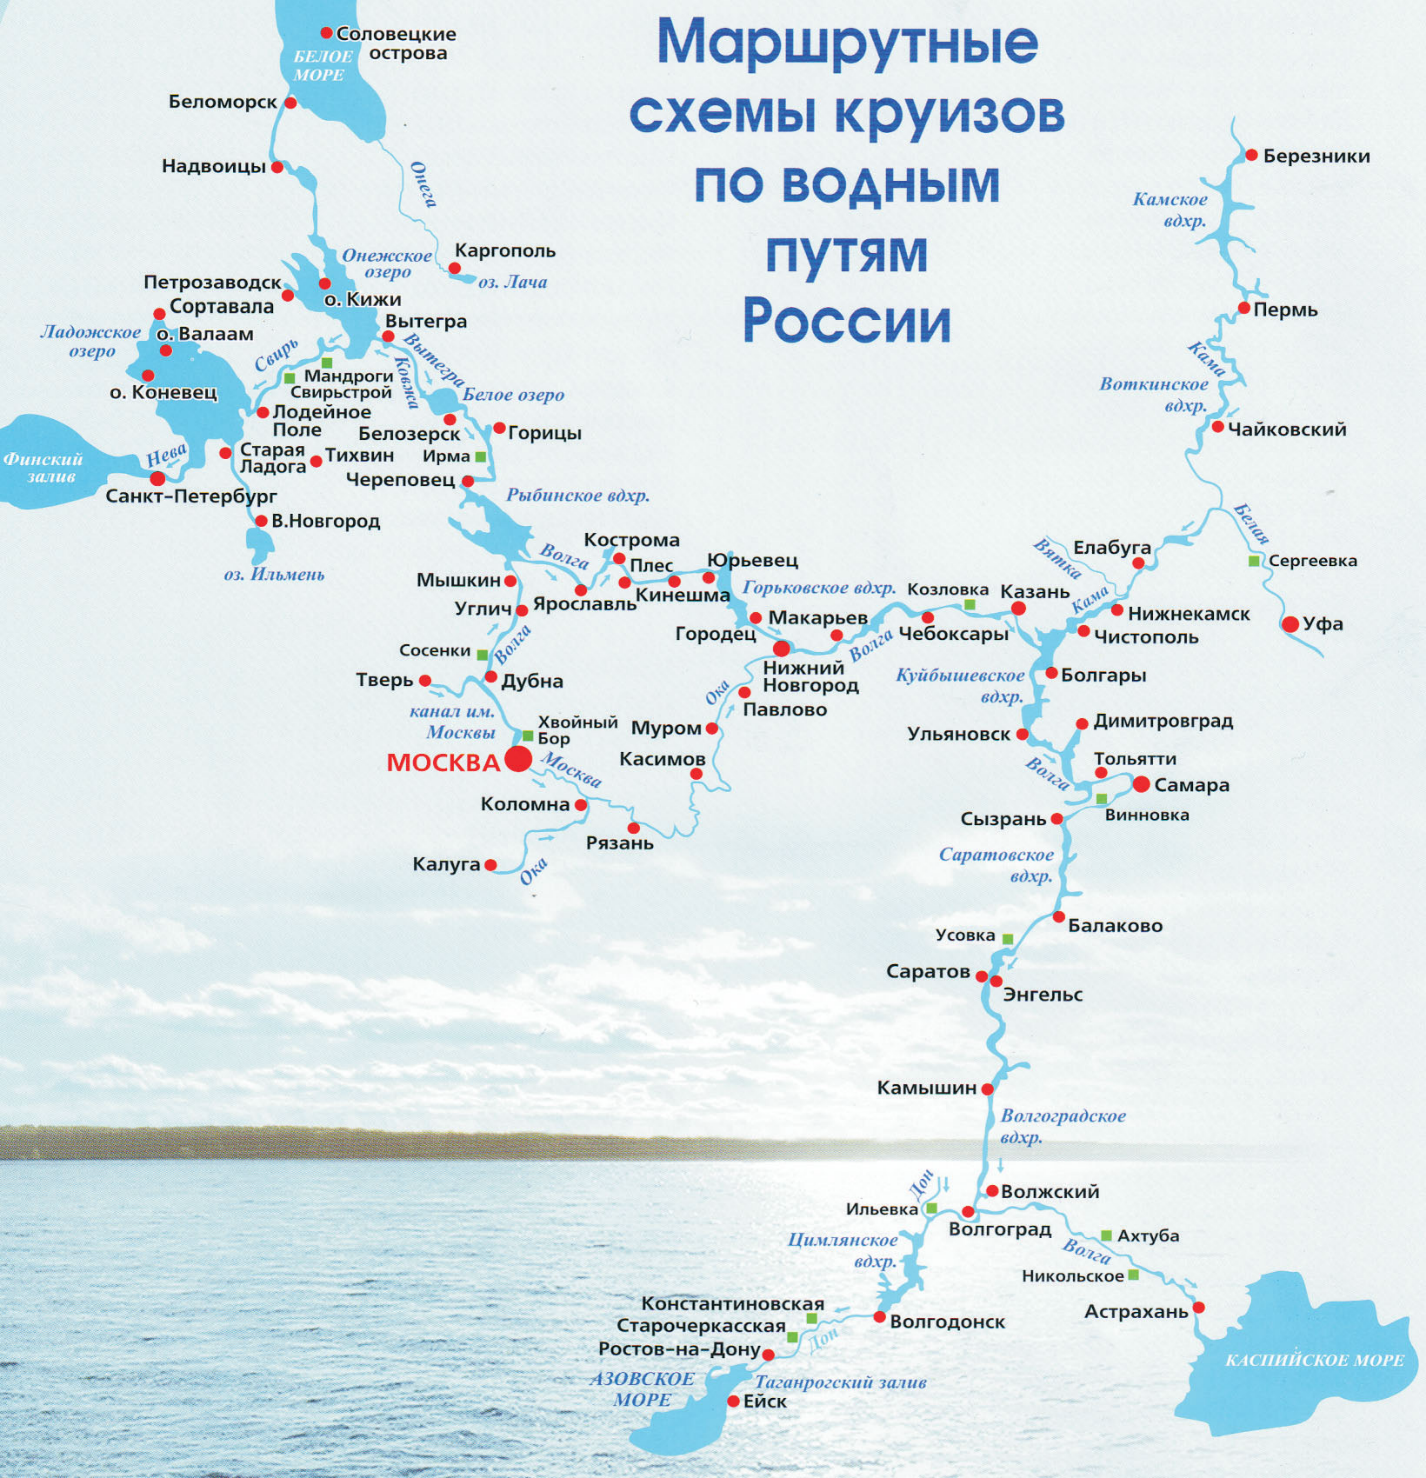 Маршрутные
схемы круизов
по водным
путям
России
Соловецкие
острова
БЕЛОЕ
МОРЕ
Беломорск
Надвоицы
Онега
Каргополь
оз. Лача
Онежское
озеро
Петрозаводск
о. Кижи
Сортавала
Вытегра
Ладожское
озеро
о. Валаам
о. Коневец
Свирь
Мандроги
Свирьстрой
Вытегра
Ковжа
Белое озеро
Лодейное
Поле
Белозерск
Горицы
Ирма
Череповец
Старая
Ладога
Тихвин
Нева
Финский
залив
Санкт-Петербург
В.Новгород
оз. Ильмень
Рыбинское вдхр.
Мышкин
Углич
Волга
Ярославль
Кострома
Плес
Кинешма
Юрьевец
Горьковское вдхр.
Сосенки
Волга
Тверь
Дубна
канал им.
Москвы
Хвойный
Бор
МОСКВА
Москва
Коломна
Рязань
Калуга
Ока
Касимов
Муром
Ока
Павлово
Городец
Нижний
Новгород
Макарьев
Волга
Чебоксары
Козловка
Казань
Березники
Камское
вдхр.
Пермь
Кама
Воткинское
вдхр.
Чайковский
Белая
Сергеевка
Уфа
Елабуга
Вятка
Кама
Нижнекамск
Чистополь
Куйбышевское
вдхр.
Болгары
Ульяновск
Димитровград
Волга
Тольятти
Самара
Винновка
Сызрань
Саратовское
вдхр.
Балаково
Усовка
Саратов
Энгельс
Камышин
Волгоградское
вдхр.
Волжский
Дон
Ильевка
Волгоград
Цимлянское
вдхр.
Ахтуба
Волга
Никольское
Астрахань
КАСПИЙСКОЕ МОРЕ
Константиновская
Старочеркасская
Волгодонск
Дон
Ростов-на-Дону
АЗОВСКОЕ
МОРЕ
Таганрогский залив
Ейск